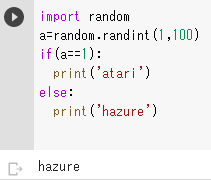 import random
a=random.randint(1,100)
if(a==1):
  print('atari')
else:
  print('hazure')
hazure